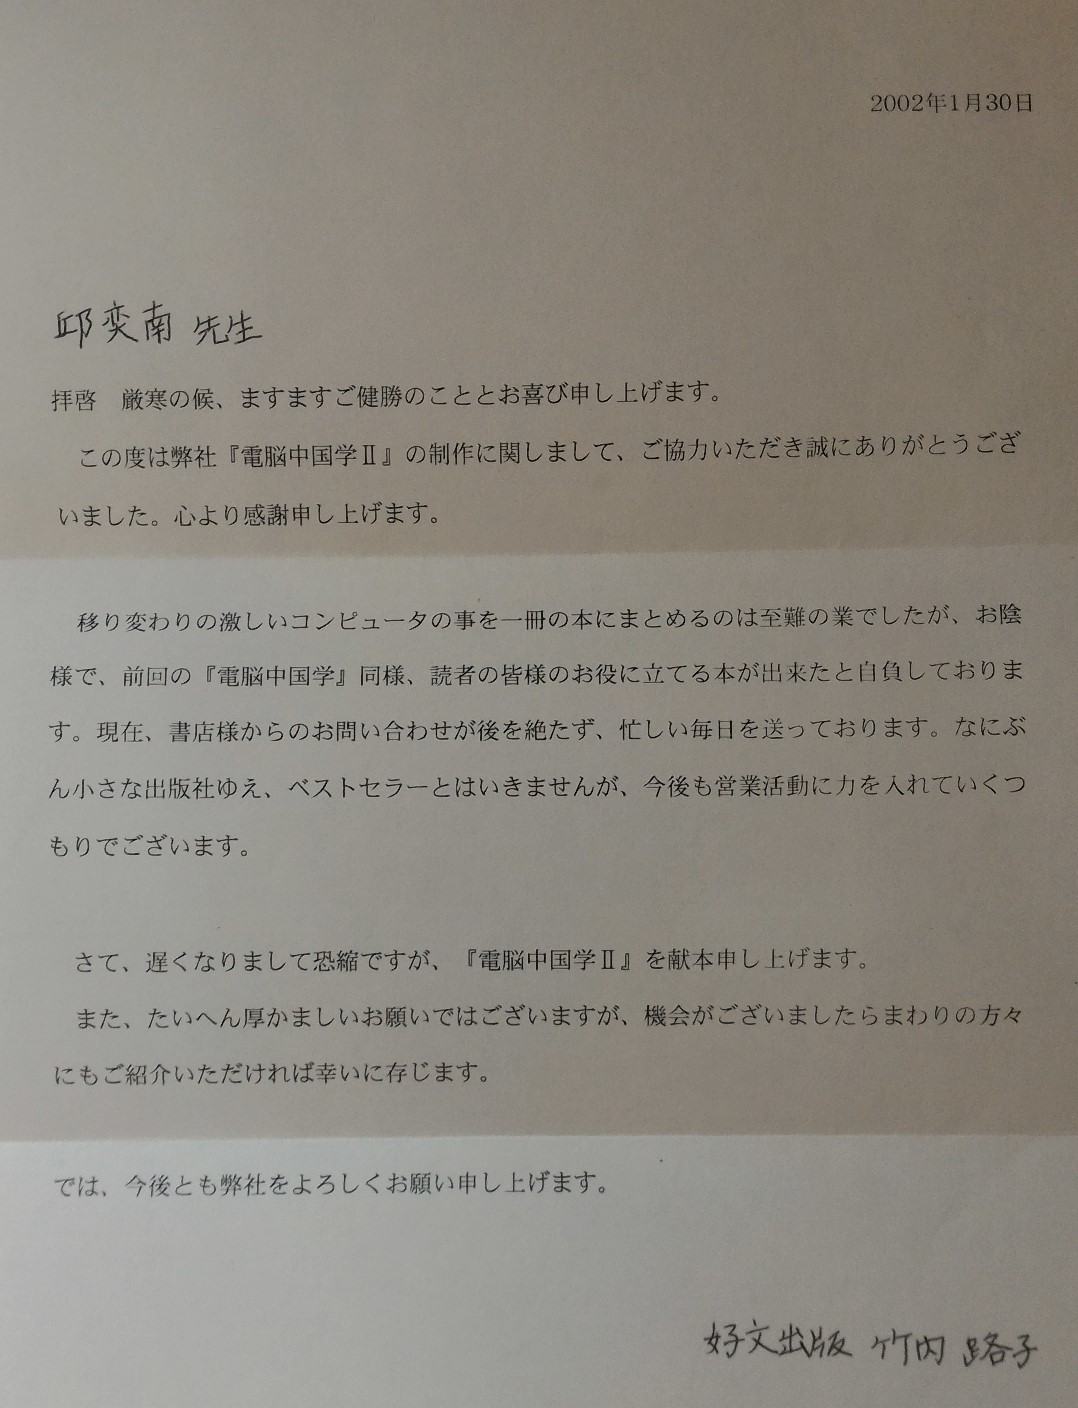 2002年1月30日
邱奕南 先生
拝啓　厳寒の候、ますますご健勝のこととお喜び申し上げます。
この度は弊社『電脳中国学Ⅱ』の制作に関しまして、ご協力いただき誠にありがとうござ
いました。心より感謝申し上げます。
移り変わりの激しいコンピュータの事を一冊の本にまとめるのは至難の業でしたが、お陰
様で、前回の『電脳中国学』同様、読者の皆様のお役に立てる本が出来たと自負しておりま
す。現在、書店様からのお問い合わせが後を絶たず、忙しい毎日を送っております。なにぶ
ん小さな出版社ゆえ、ベストセラーとはいきませんが、今後も営業活動に力を入れていくつ
もりでございます。
さて、遅くなりまして恐縮ですが、『電脳中国学Ⅱ』を献本申し上げます。
また、たいへん厚かましいお願いではございますが、機会がございましたらまわりの方々
にもご紹介いただければ幸いに存じます。
では、今後とも弊社をよろしくお願い申し上げます。
好文出版 竹内 路子